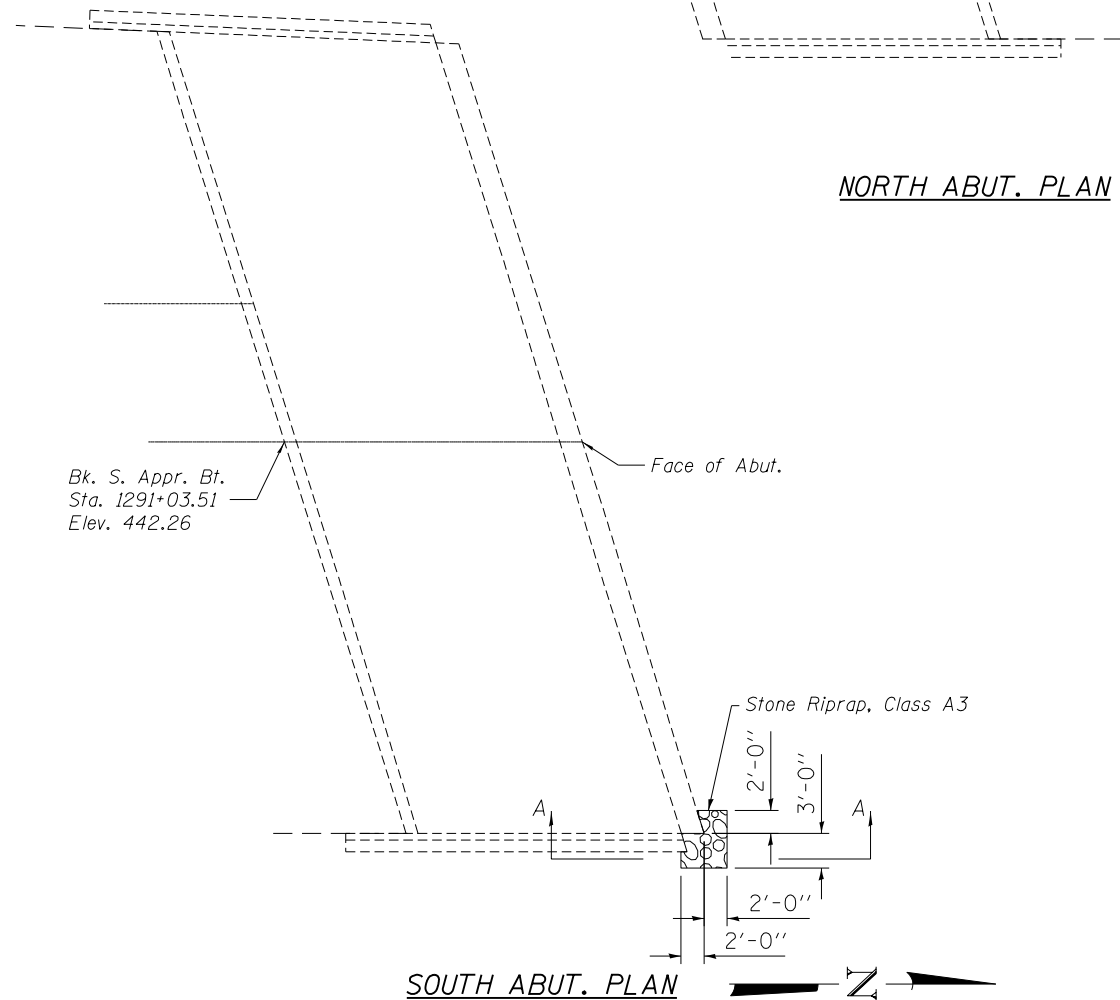 NORTH ABUT. PLAN
Face of Abut.
Bk. S. Appr. Bt.
Sta. 1291+03.51
Elev. 442.26
Stone Riprap, Class A3
2'-0"
3'-0"
A
A
2'-0"
2'-0"
SOUTH ABUT. PLAN
N